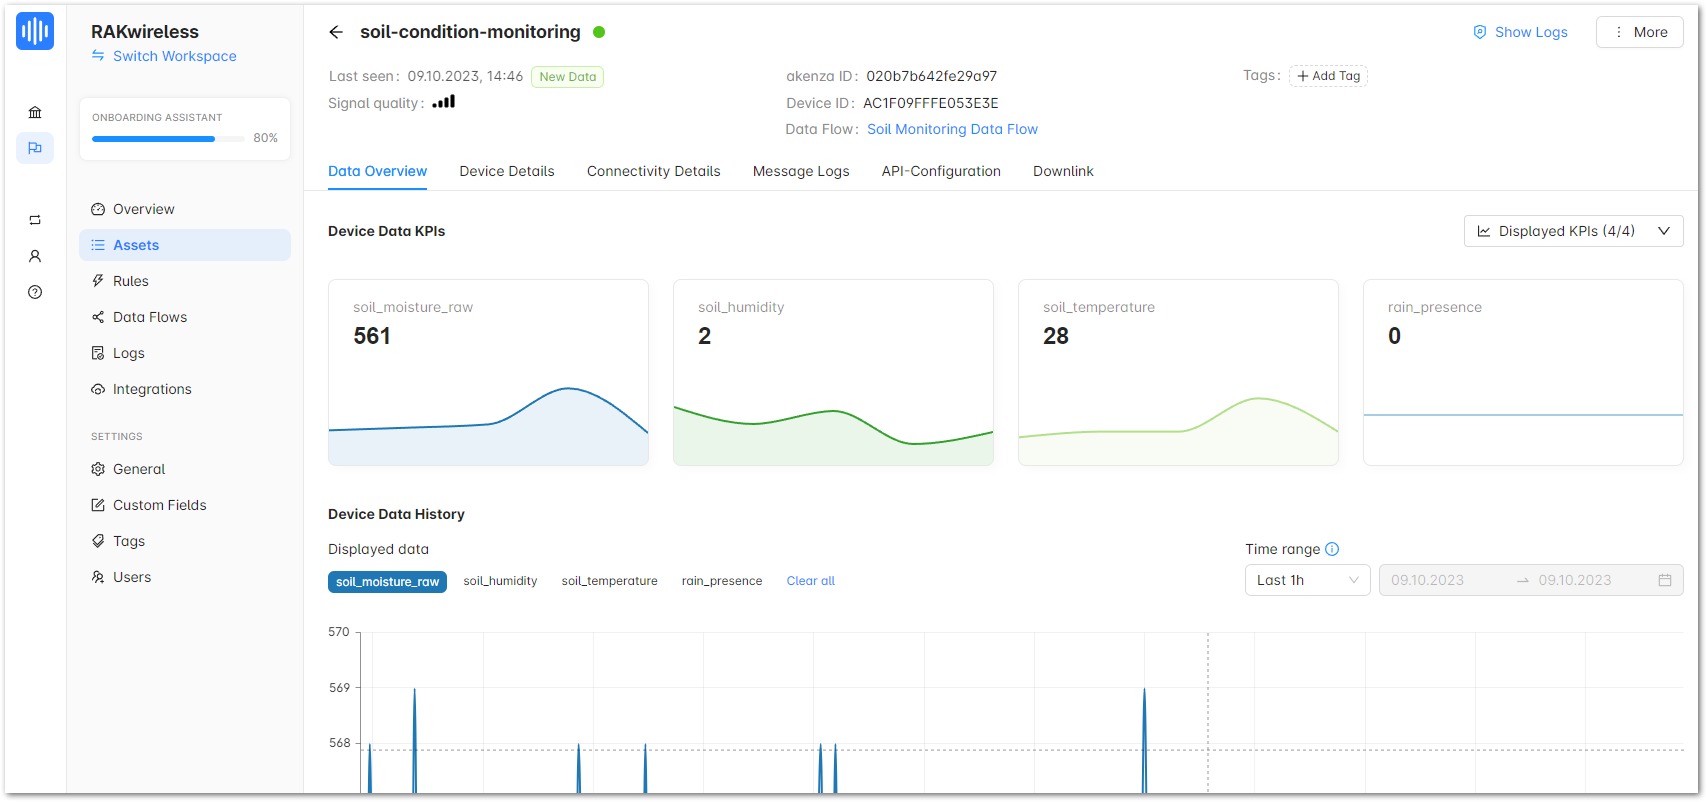 RAKwireless
Switch Workspace
ONBOARDING ASSISTANT
80%
Overview
Assets
Rules
Data Flows
Logs
Integrations
SETTINGS
General
Custom Fields
Tags
Users
soil-condition-monitoring
Show Logs
More
Last seen: 09.10.2023, 14:46 New Data
Signal quality:
akenza ID: 020b7b642fe29a97
Device ID: AC1F09FFFE053E3E
Data Flow: Soil Monitoring Data Flow
Tags: + Add Tag
Data Overview Device Details Connectivity Details Message Logs API-Configuration Downlink
Device Data KPIs
Displayed KPIs (4/4)
soil_moisture_raw
561
soil_humidity
2
soil_temperature
28
rain_presence
0
Device Data History
Displayed data
soil_moisture_raw soil_humidity soil_temperature rain_presence Clear all
Time range
Last 1h 09.10.2023 → 09.10.2023
570
569
568